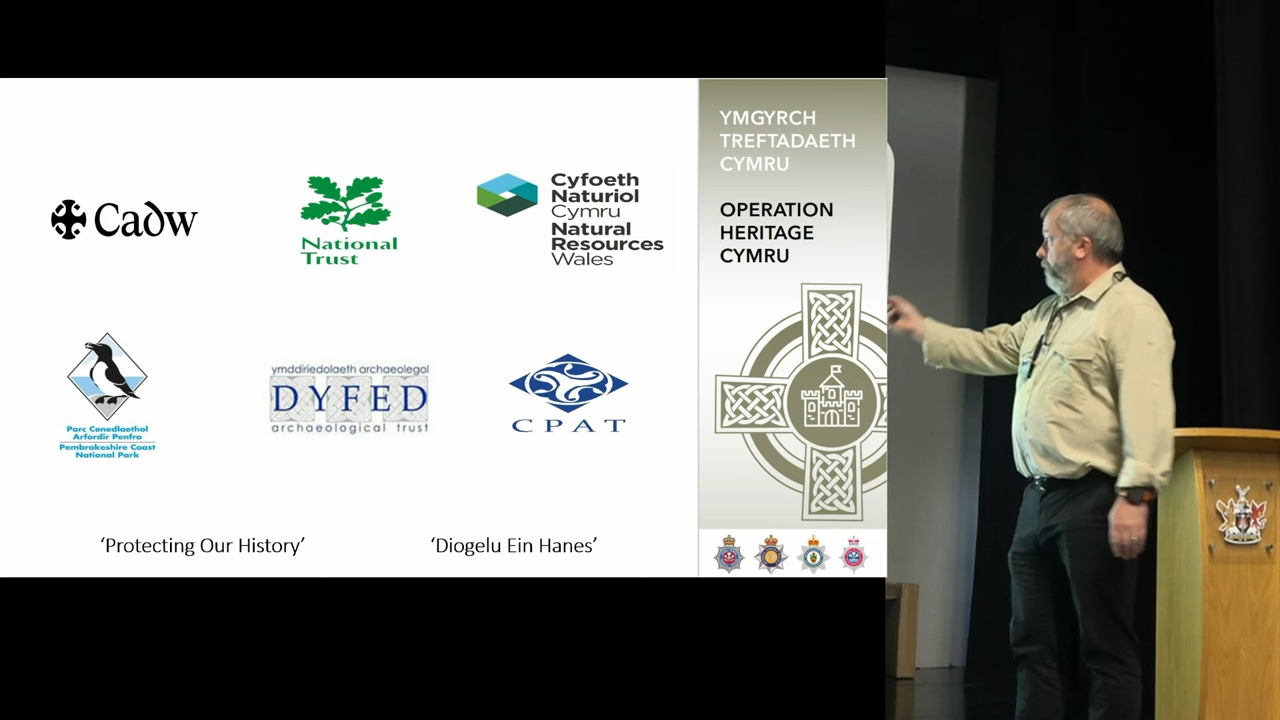 Cadw
National
Trust
Cyfoeth
Naturiol
Cymru
Natural
Resources
Wales
Parc Cenedlaethol
Arfordir Penfro
Pembrokeshire Coast
National Park
ymddiriedolaeth archaeolegol
DYFED
archaeological trust
CPAT
'Protecting Our History'
'Diogelu Ein Hanes'
YMGYRCH
TREFTADAETH
CYMRU
OPERATION
HERITAGE
CYMRU